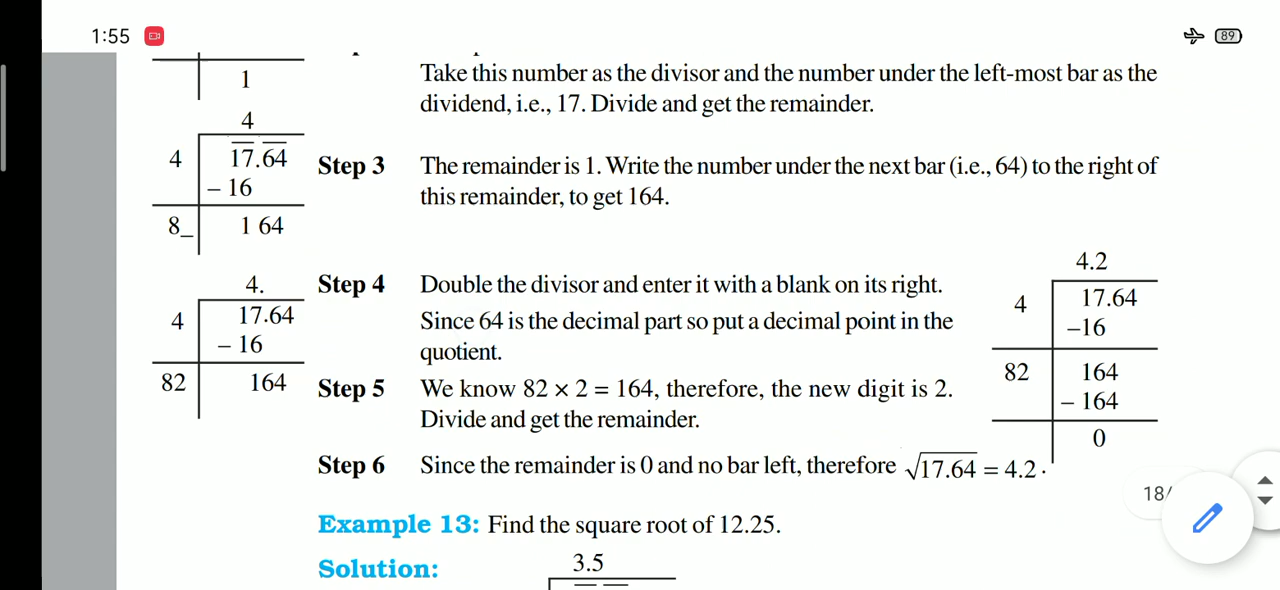 1:55
89
1
Take this number as the divisor and the number under the left-most bar as the
dividend, i.e., 17. Divide and get the remainder.
4
4 17.64
– 16
8_ 1 64
Step 3 The remainder is 1. Write the number under the next bar (i.e., 64) to the right of
this remainder, to get 164.
4.
4 17.64
– 16
82 164
Step 4 Double the divisor and enter it with a blank on its right.
Since 64 is the decimal part so put a decimal point in the
quotient.
Step 5 We know 82 × 2 = 164, therefore, the new digit is 2.
Divide and get the remainder.
4.2
4 17.64
–16
82 164
– 164
0
Step 6 Since the remainder is 0 and no bar left, therefore √17.64 = 4.2.
18/
Example 13: Find the square root of 12.25.
Solution:
3.5